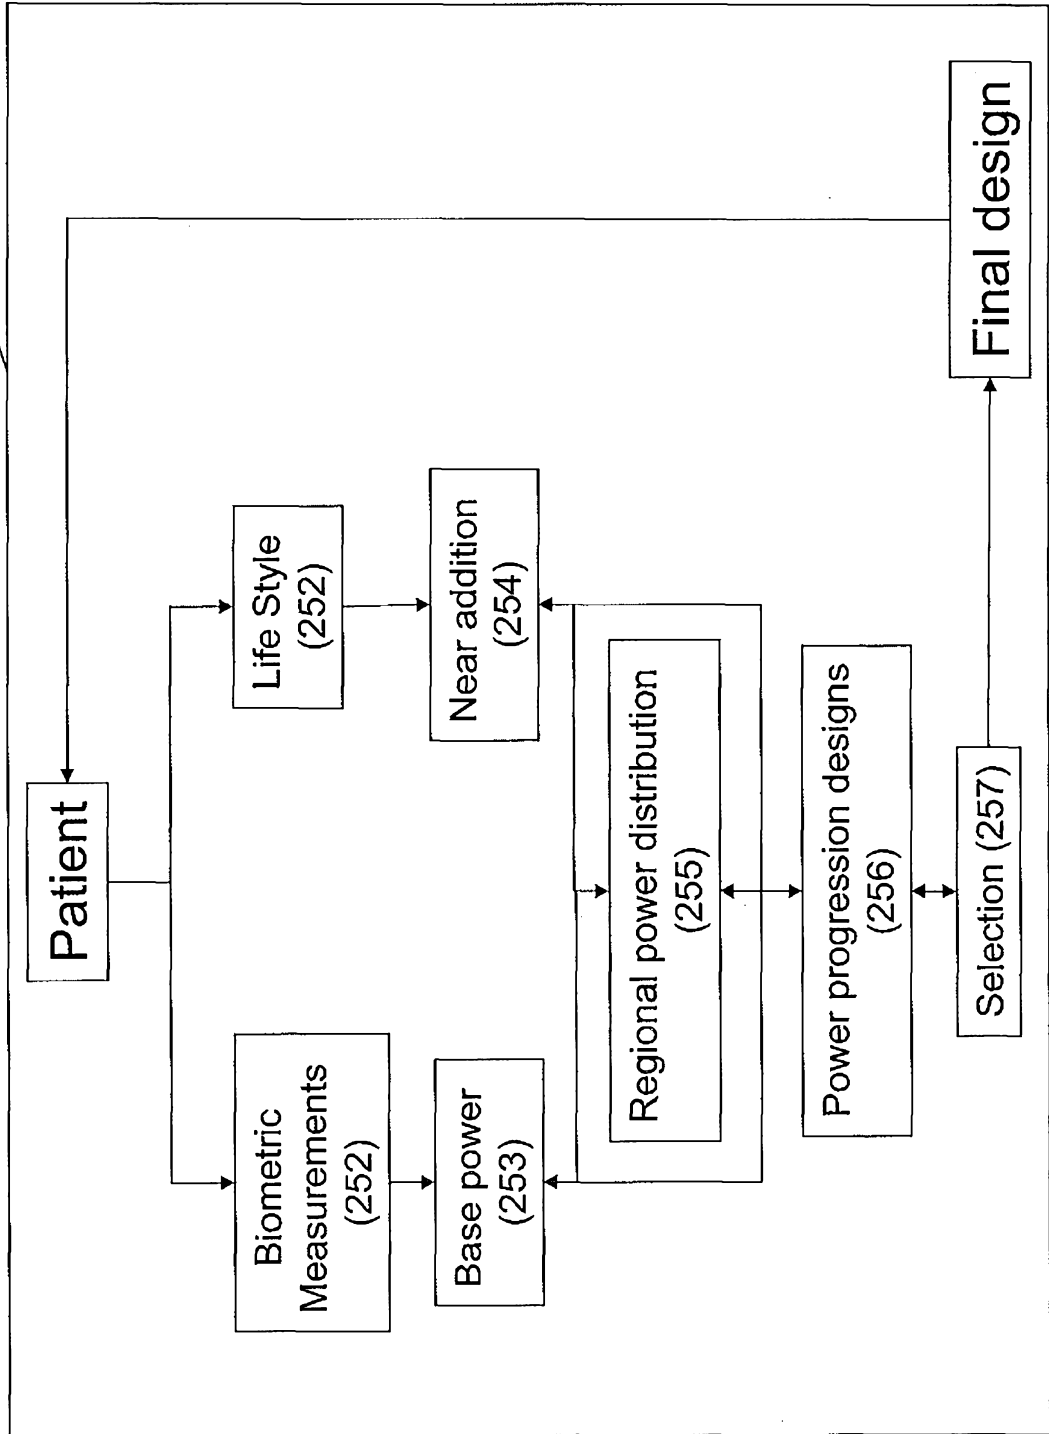 Patient
Biometric
Measurements
(252)
Life Style
(252)
Base power
(253)
Near addition
(254)
Regional power distribution
(255)
Power progression designs
(256)
Selection (257)
Final design